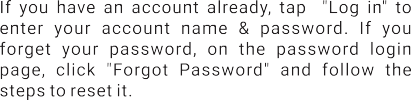 If you have an account already, tap "Log in" to
enter your account name & password. If you
forget your password, on the password login
page, click "Forgot Password" and follow the
steps to reset it.